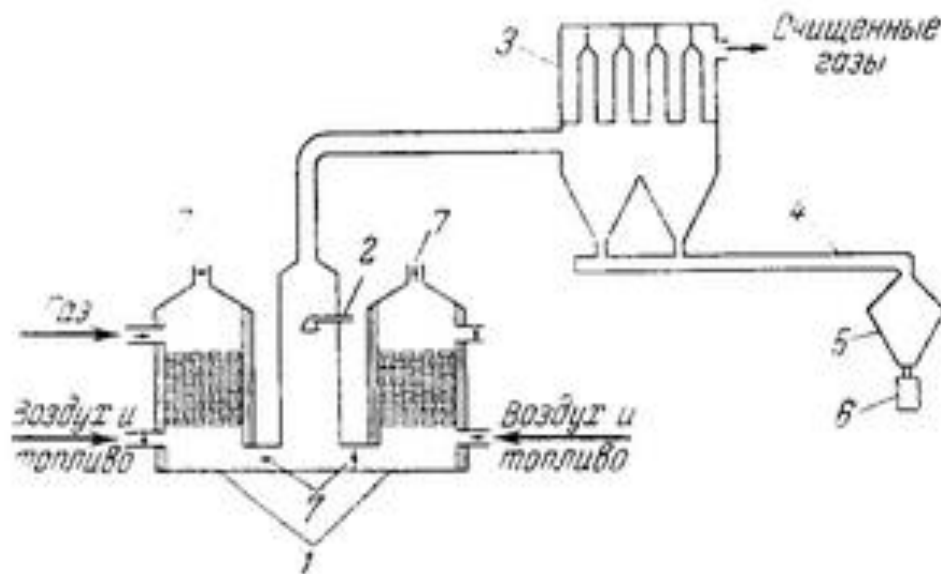 3
Очищенные
газы
4
7
2
Газ
5
Воздух и
топливо
Воздух и
топливо
6
7
1